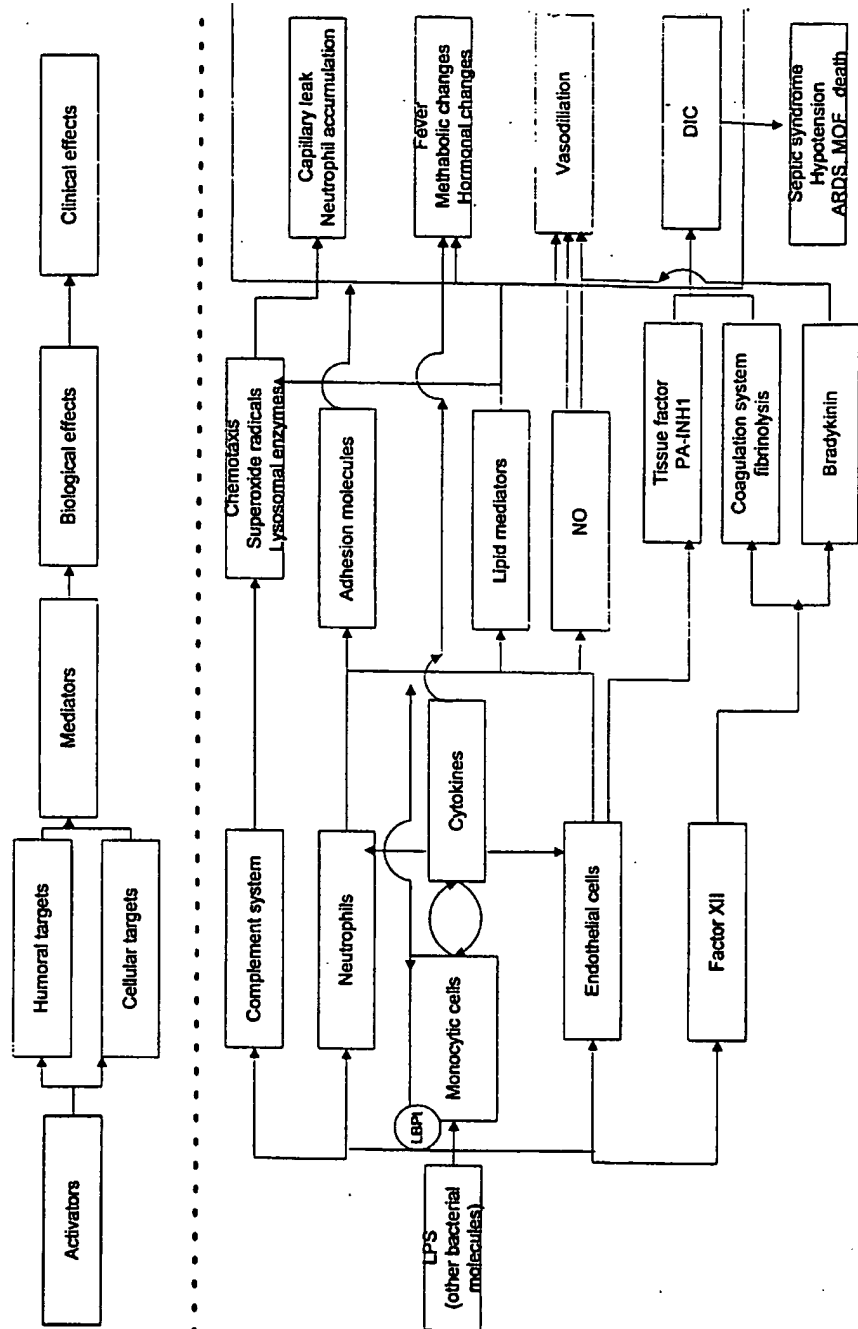 Activators
Humoral targets
Cellular targets
Mediators
Biological effects
Clinical effects
LPS
(other bacterial
molecules)
LBPI
Monocytic cells
Complement system
Neutrophils
Cytokines
Endothelial cells
Factor XII
Chemotaxis
Superoxide radicals
Lysosomal enzymes
Adhesion molecules
Lipid mediators
NO
Tissue factor
PA-INH1
Coagulation system
fibrinolysis
Bradykinin
Capillary leak
Neutrophil accumulation
Fever
Methabolic changes
Hormonal changes
Vasodiliation
DIC
Septic syndrome
Hypotension
ARDS, MOF, death